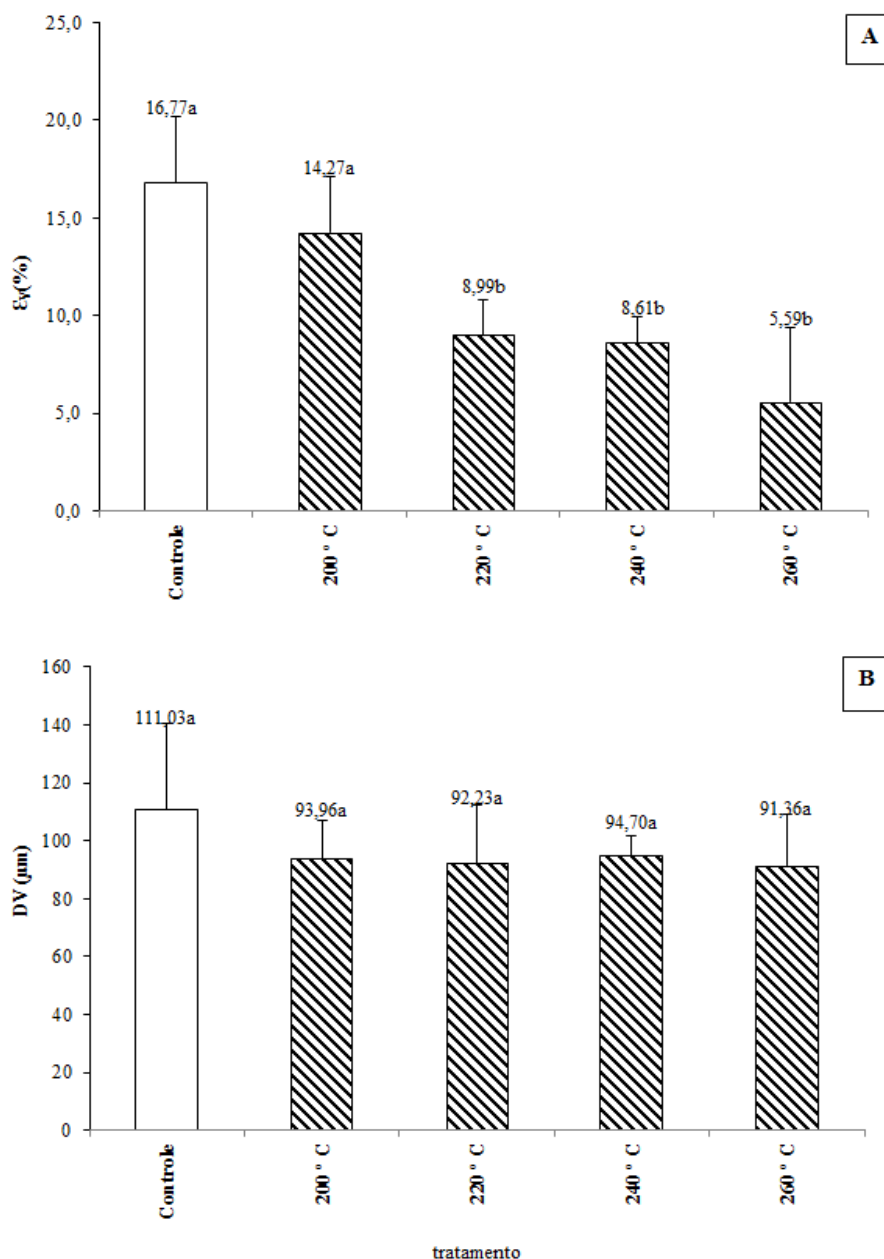 A
25,0
20,0
15,0
10,0
5,0
0,0
εv(%)
16,77a
14,27a
8,99b
8,61b
5,59b
Controle
200 ° C
220 ° C
240 ° C
260 ° C
B
160
140
120
100
80
60
40
20
0
DV (µm)
111,03a
93,96a
92,23a
94,70a
91,36a
Controle
200 ° C
220 ° C
240 ° C
260 ° C
tratamento